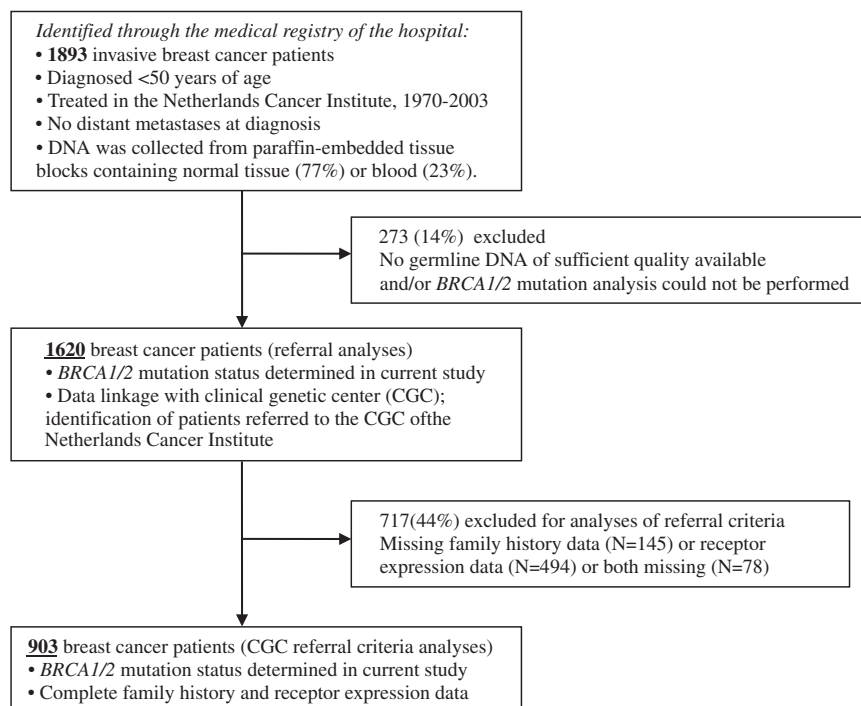 Identified through the medical registry of the hospital:
• 1893 invasive breast cancer patients
• Diagnosed <50 years of age
• Treated in the Netherlands Cancer Institute, 1970-2003
• No distant metastases at diagnosis
• DNA was collected from paraffin-embedded tissue
blocks containing normal tissue (77%) or blood (23%).
273 (14%) excluded
No germline DNA of sufficient quality available
and/or BRCA1/2 mutation analysis could not be performed
1620 breast cancer patients (referral analyses)
• BRCA1/2 mutation status determined in current study
• Data linkage with clinical genetic center (CGC);
identification of patients referred to the CGC ofthe
Netherlands Cancer Institute
717(44%) excluded for analyses of referral criteria
Missing family history data (N=145) or receptor
expression data (N=494) or both missing (N=78)
903 breast cancer patients (CGC referral criteria analyses)
• BRCA1/2 mutation status determined in current study
• Complete family history and receptor expression data